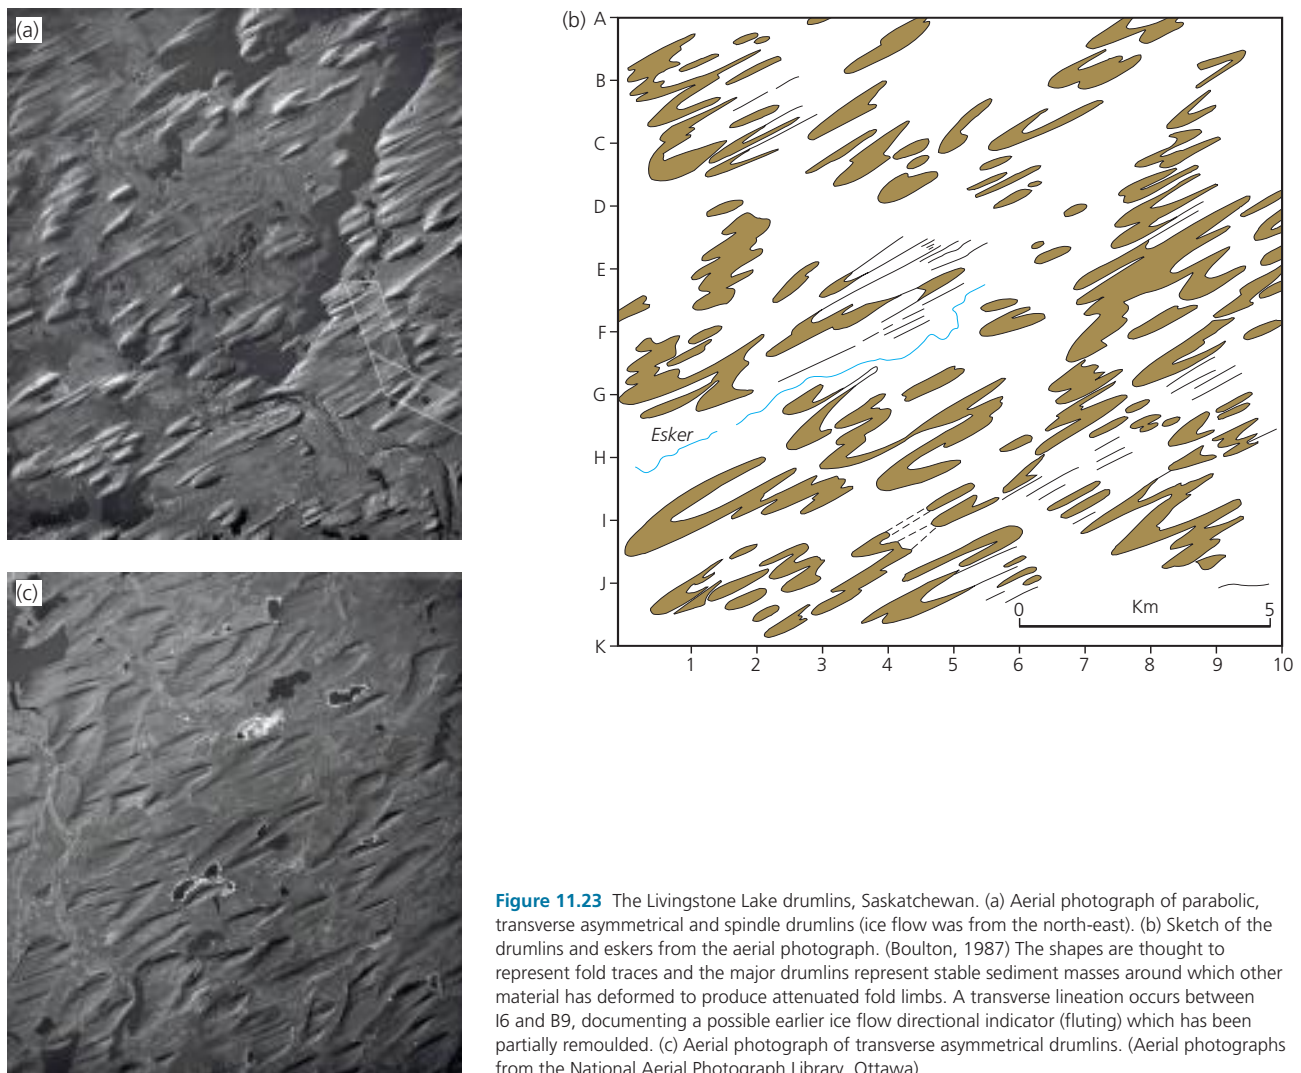 (a)
(b)
A
B
C
D
E
F
G
H
I
J
K
Esker
0 Km 5
1 2 3 4 5 6 7 8 9 10
(c)
Figure 11.23 The Livingstone Lake drumlins, Saskatchewan. (a) Aerial photograph of parabolic,
transverse asymmetrical and spindle drumlins (ice flow was from the north-east). (b) Sketch of the
drumlins and eskers from the aerial photograph. (Boulton, 1987) The shapes are thought to
represent fold traces and the major drumlins represent stable sediment masses around which other
material has deformed to produce attenuated fold limbs. A transverse lineation occurs between
I6 and B9, documenting a possible earlier ice flow directional indicator (fluting) which has been
partially remoulded. (c) Aerial photograph of transverse asymmetrical drumlins. (Aerial photographs
from the National Aerial Photograph Library, Ottawa)